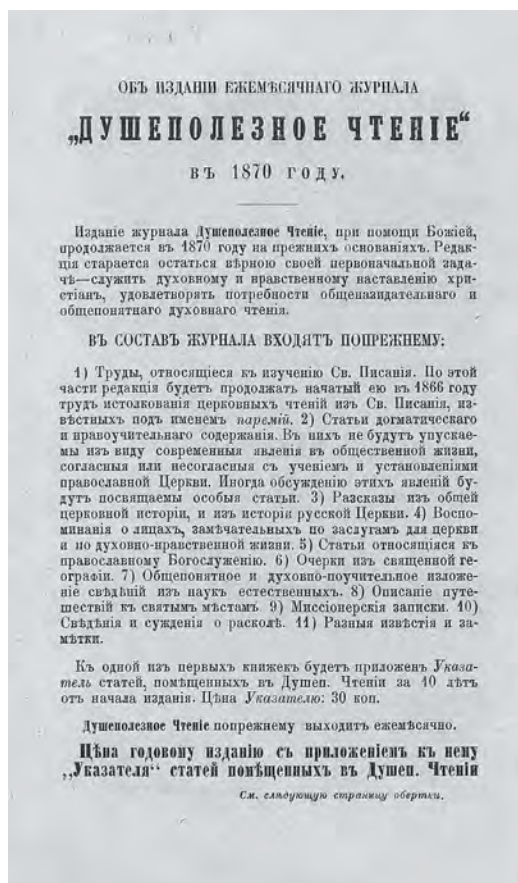 ОБЪ ИЗДАНІИ ЕЖЕМѢСЯЧНАГО ЖУРНАЛА
„ДУШЕПОЛЕЗНОЕ ЧТЕНІЕ“
ВЪ 1870 ГОДУ.
Изданіе журнала Душеполезное Чтеніе, при помощи Божіей,
продолжается въ 1870 году на прежнихъ основаніяхъ. Редак-
ція старается остаться вѣрною своей первоначальной зада-
чѣ—служить духовному и нравственному наставленію хри-
стіанъ, удовлетворять потребности общеназидательнаго и
общепонятнаго духовнаго чтенія.
ВЪ СОСТАВЪ ЖУРНАЛА ВХОДЯТЪ ПОПРЕЖНЕМУ:
1) Труды, относящіеся къ изученію Св. Писанія. По этой
части редакція будетъ продолжать начатый ею въ 1866 году
трудъ истолкованія церковныхъ чтеній изъ Св. Писанія, из-
вѣстныхъ подъ именемъ паремій. 2) Статьи догматическаго
и нравоучительнаго содержанія. Въ нихъ не будутъ упускае-
мы изъ виду современныя явленія въ общественной жизни,
согласныя или несогласныя съ ученіемъ и установленіями
православной Церкви. Иногда обсужденію этихъ явленій бу-
дутъ посвящаемы особыя статьи. 3) Разсказы изъ общей
церковной исторіи, и изъ исторіи русской Церкви. 4) Воспо-
минанія о лицахъ, замѣчательныхъ по заслугамъ для церкви
и по духовно-нравственной жизни. 5) Статьи относящіяся къ
православному Богослуженію. 6) Очерки изъ священной ге-
ографіи. 7) Общепонятное и духовно-поучительное изложе-
ніе свѣдѣній изъ наукъ естественныхъ. 8) Описаніе путе-
шествій къ святымъ мѣстамъ. 9) Миссіонерскія записки. 10)
Свѣдѣнія и сужденія о расколѣ. 11) Разныя извѣстія и за-
мѣтки.
Къ одной изъ первыхъ книжекъ будетъ приложенъ Указа-
тель статей, помѣщенныхъ въ Душеп. Чтеніи за 10 лѣтъ
отъ начала изданія. Цѣна Указателю: 30 коп.
Душеполезное Чтеніе попрежнему выходитъ ежемѣсячно.
Цѣна годовому изданію съ приложеніемъ къ нему
„Указателя“ статей помѣщенныхъ въ Душеп. Чтеніи
См. слѣдующую страницу обертки.